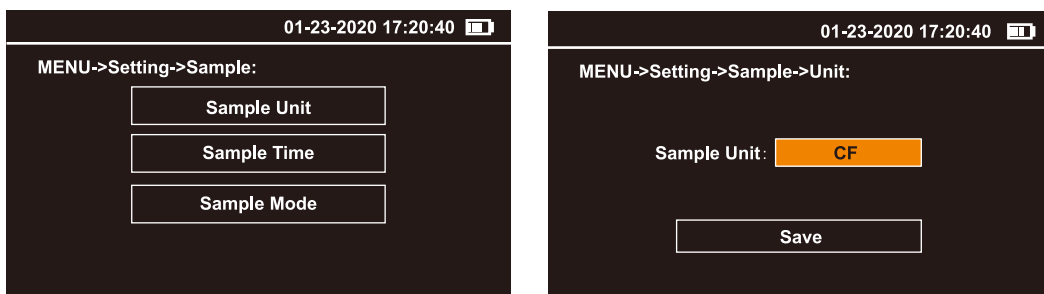 01-23-2020 17:20:40
MENU->Setting->Sample:
Sample Unit
Sample Time
Sample Mode
01-23-2020 17:20:40
MENU->Setting->Sample->Unit:
Sample Unit: CF
Save